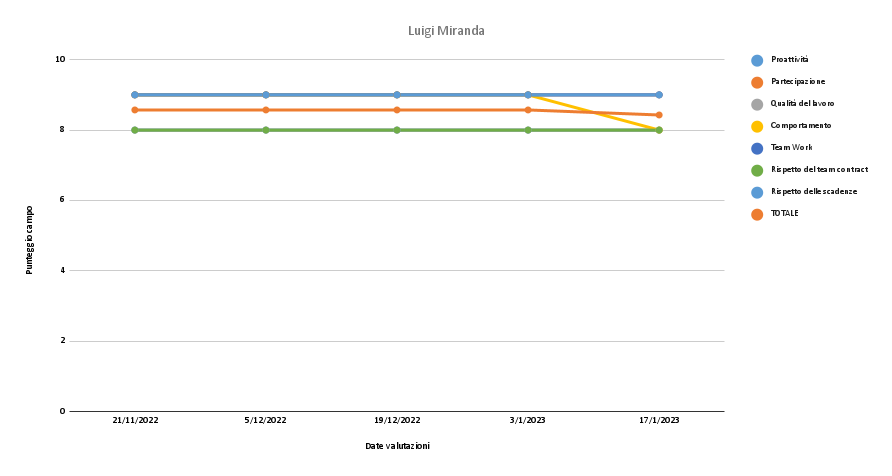 Luigi Miranda
10
8
6
4
2
0
Punteggio campo
21/11/2022
5/12/2022
19/12/2022
3/1/2023
17/1/2023
Date valutazioni
Proattività
Partecipazione
Qualità del lavoro
Comportamento
Team Work
Rispetto del team contract
Rispetto delle scadenze
TOTALE